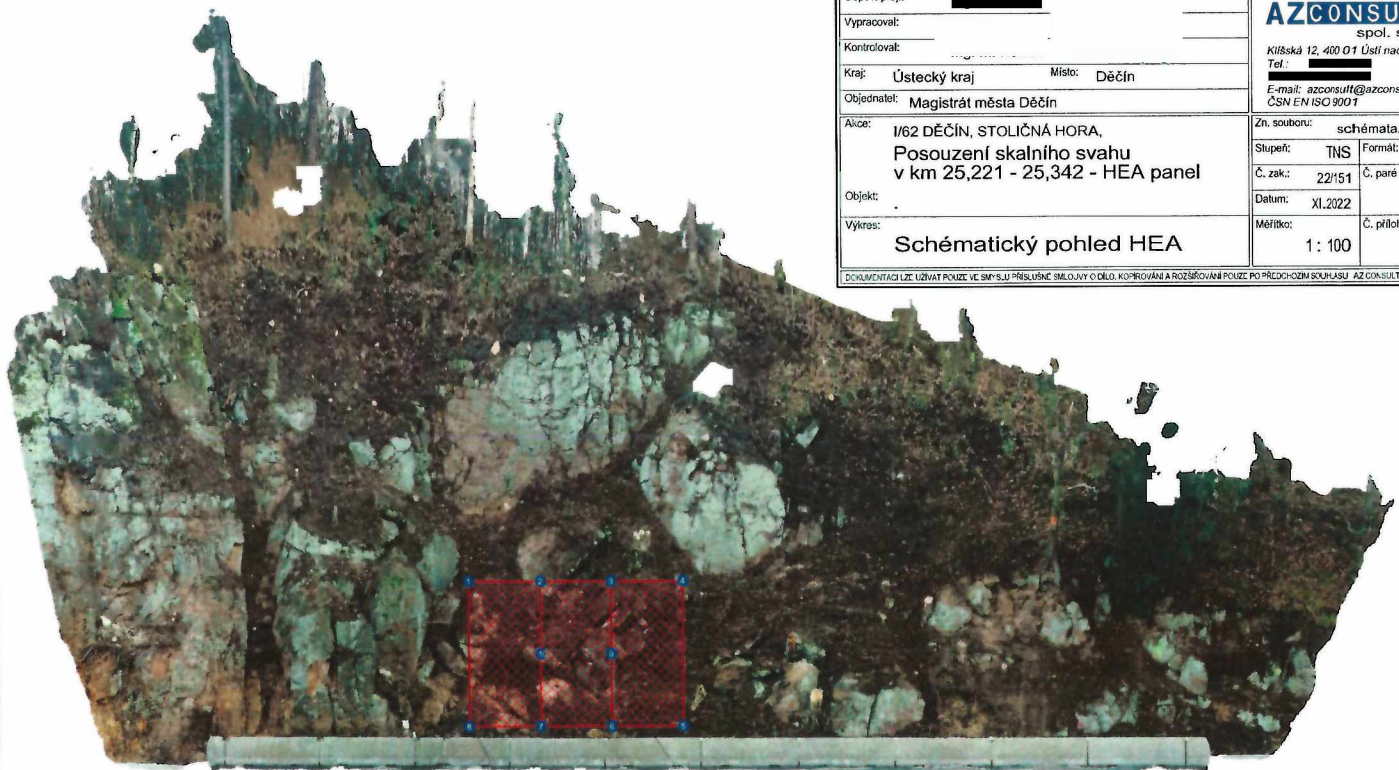 Vypracoval:
Kontroloval:
Kraj: Ústecký kraj Místo: Děčín
Objednatel: Magistrát města Děčín
Akce: I/62 DĚČÍN, STOLIČNÁ HORA,
Posouzení skalního svahu
v km 25,221 - 25,342 - HEA panel
Objekt: .
Výkres: Schématický pohled HEA
AZCONSU
spol. s
Klíšská 12, 400 01 Ústí nad
Tel.:
E-mail: azconsult@azcons
ČSN EN ISO 9001
Zn. souboru: schémata.
Stupeň: TNS Formát:
Č. zak.: 22/151 Č. paré
Datum: XI.2022
Měřítko: 1 : 100 Č. přílol
DOKUMENTACI LZE UŽÍVAT POUZE VE SMYSLU PŘÍSLUŠNÉ SMLOUVY O DÍLO. KOPÍROVÁNÍ A ROZŠIŘOVÁNÍ POUZE PO PŘEDCHOZÍM SOUHLASU AZ CONSULT
1 2 3 4
10 9
8 7 6 5